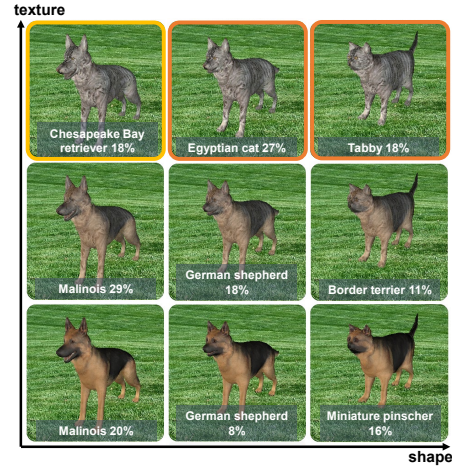 texture
Chesapeake Bay
retriever 18%
Egyptian cat 27%
Tabby 18%
Malinois 29%
German shepherd
18%
Border terrier 11%
Malinois 20%
German shepherd
8%
Miniature pinscher
16%
shape